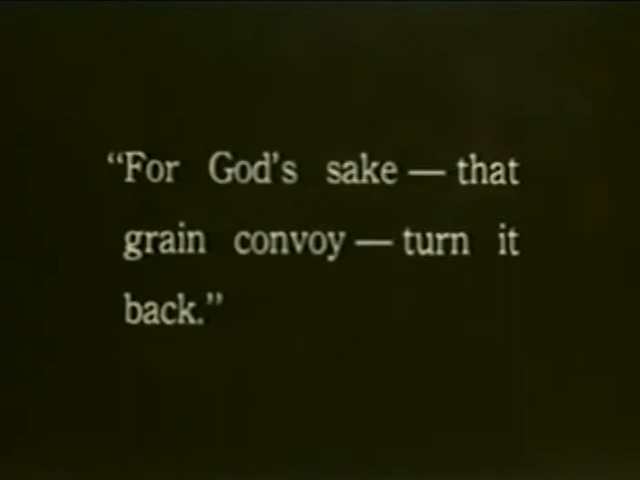 “For God’s sake — that
grain convoy — turn it
back.”